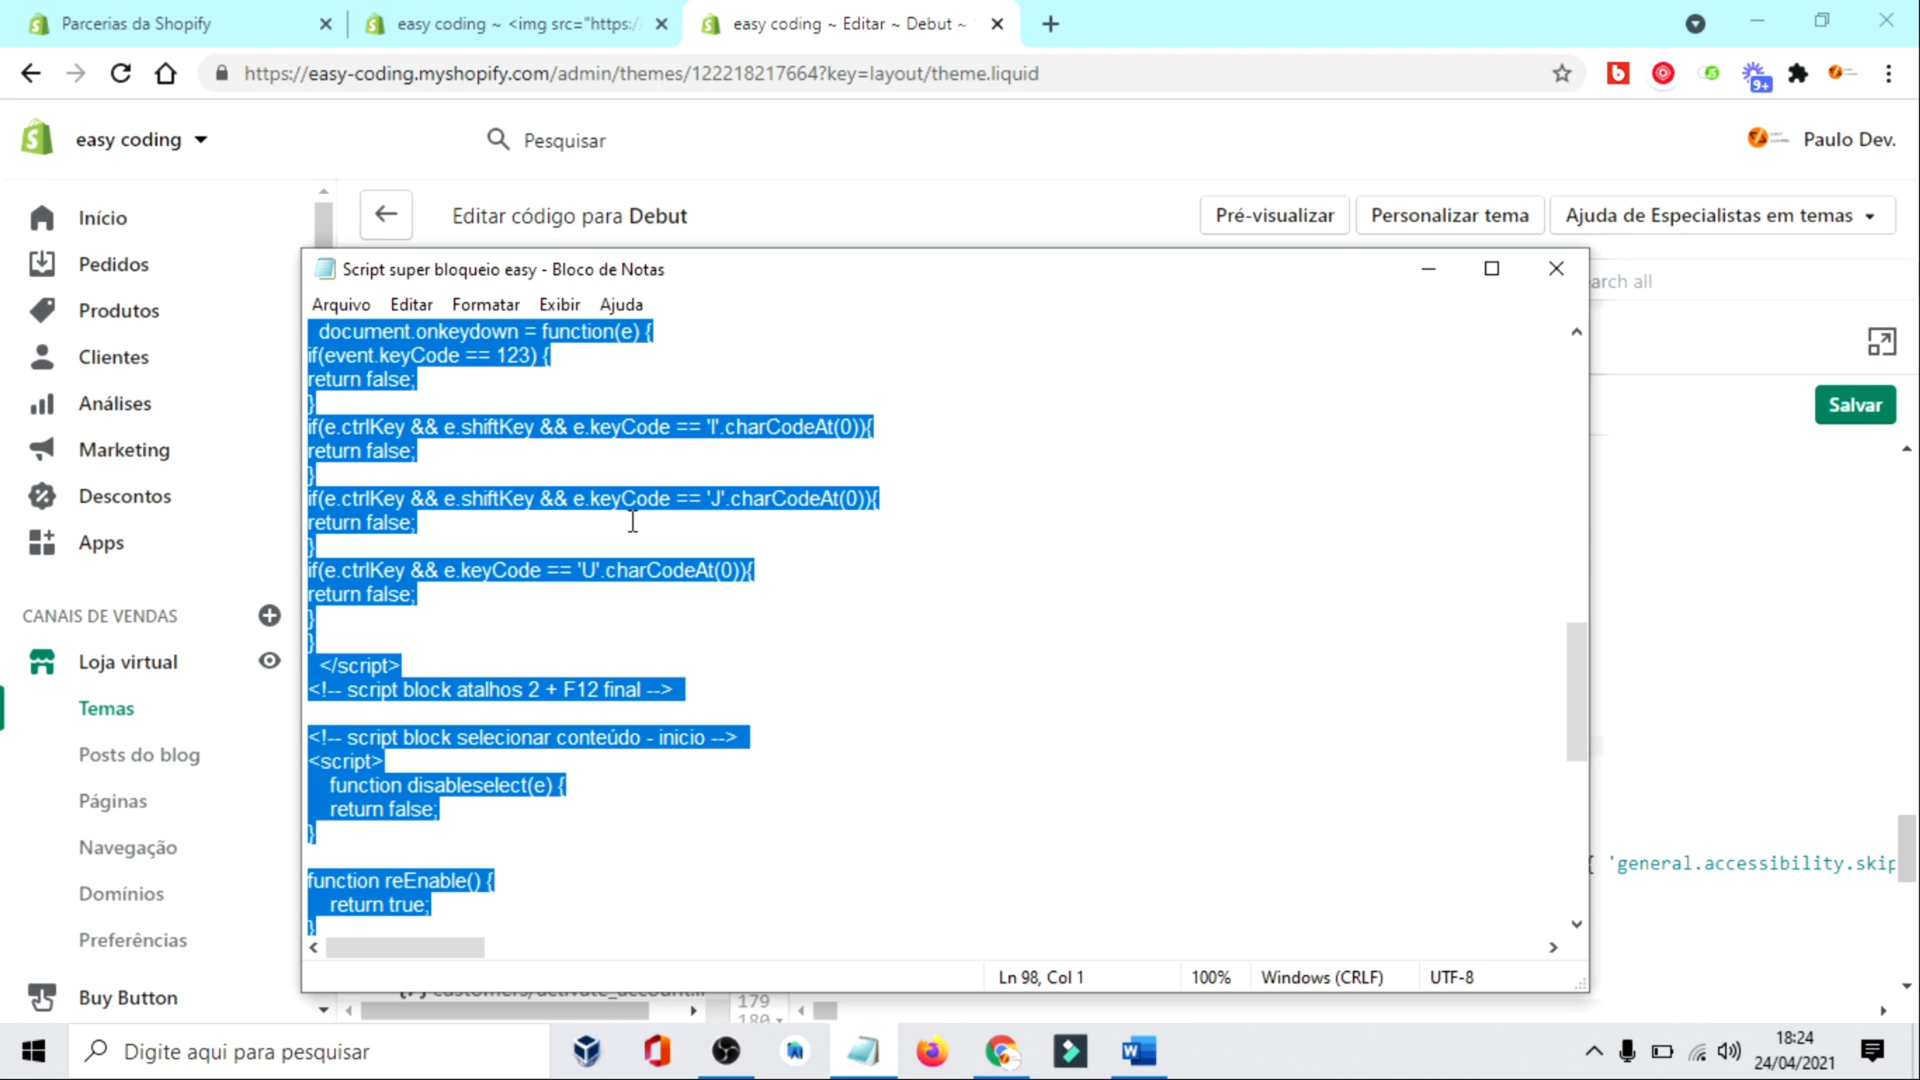 Parcerias da Shopify
easy coding ~ <img src="https:/
easy coding ~ Editar ~ Debut ~
https://easy-coding.myshopify.com/admin/themes/122218217664?key=layout/theme.liquid
9+
easy coding
Pesquisar
Paulo Dev.
Início
Pedidos
Produtos
Clientes
Análises
Marketing
Descontos
Apps
CANAIS DE VENDAS
Loja virtual
Temas
Posts do blog
Páginas
Navegação
Domínios
Preferências
Buy Button
Editar código para Debut
Pré-visualizar
Personalizar tema
Ajuda de Especialistas em temas
arch all
Salvar
Script super bloqueio easy - Bloco de Notas
Arquivo Editar Formatar Exibir Ajuda
document.onkeydown = function(e) {
if(event.keyCode == 123) {
return false;
}
if(e.ctrlKey && e.shiftKey && e.keyCode == 'I'.charCodeAt(0)){
return false;
}
if(e.ctrlKey && e.shiftKey && e.keyCode == 'J'.charCodeAt(0)){
return false;
}
if(e.ctrlKey && e.keyCode == 'U'.charCodeAt(0)){
return false;
}
}
</script>
<!-- script block atalhos 2 + F12 final -->
<!-- script block selecionar conteúdo - inicio -->
<script>
function disableselect(e) {
return false;
}
function reEnable() {
return true;
}
Ln 98, Col 1
100%
Windows (CRLF)
UTF-8
{ 'general.accessibility.skip
179
180
Digite aqui para pesquisar
18:24
24/04/2021